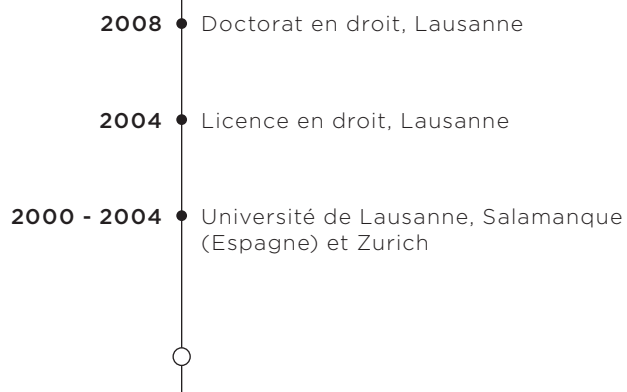 2008 Doctorat en droit, Lausanne
2004 Licence en droit, Lausanne
2000 - 2004 Université de Lausanne, Salamanque
(Espagne) et Zurich